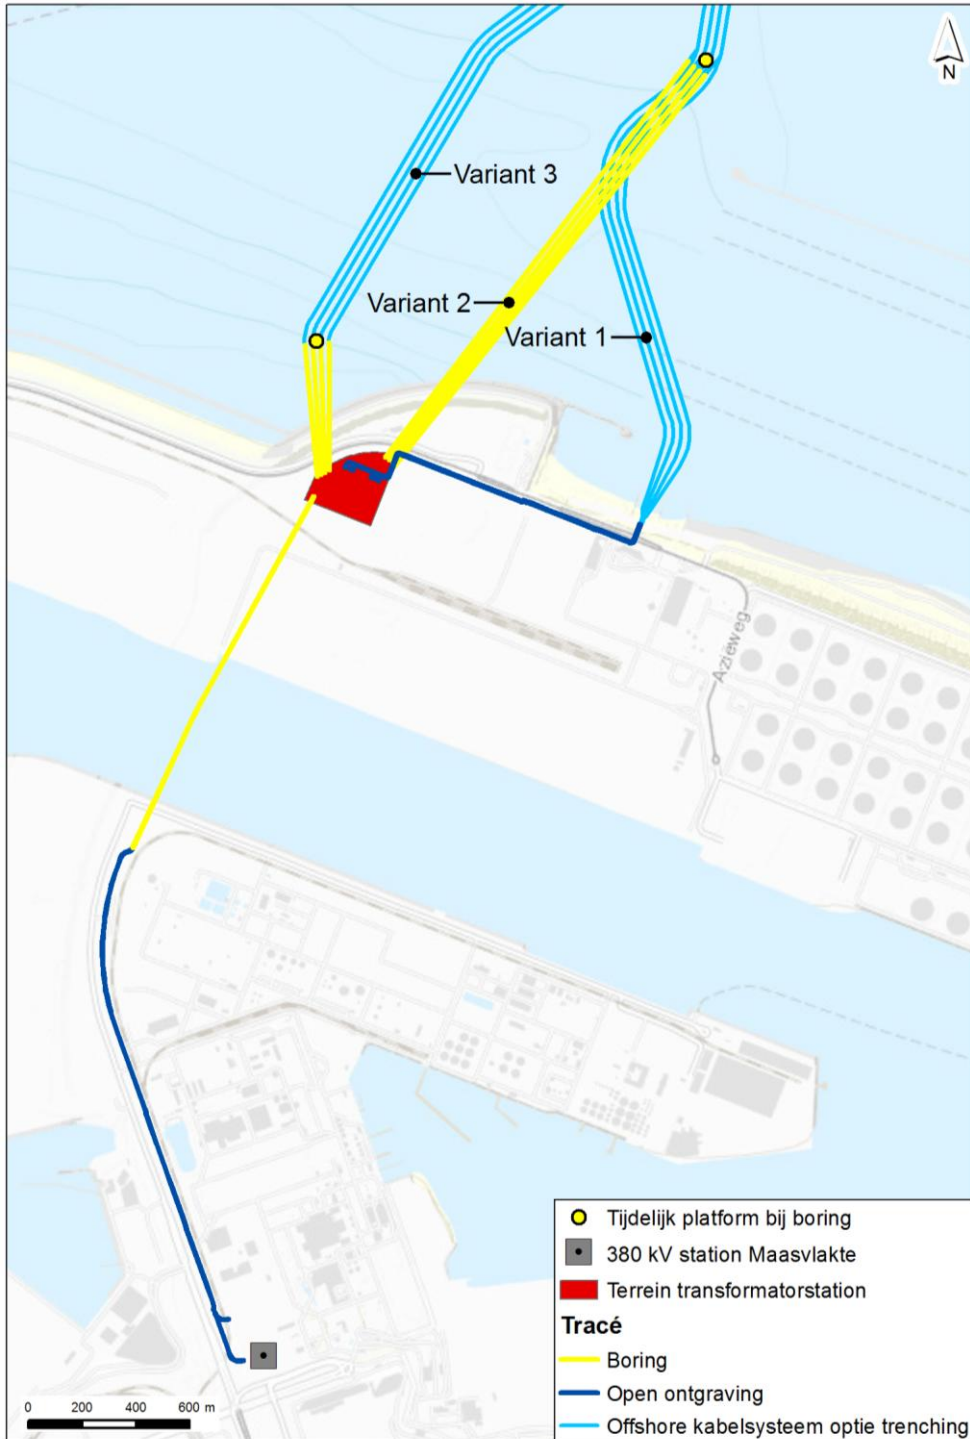 N
Variant 3
Variant 2
Variant 1
Aziëweg
Tijdelijk platform bij boring
380 kV station Maasvlakte
Terrein transformatorstation
Tracé
Boring
Open ontgraving
Offshore kabelsysteem optie trenching
0 200 400 600 m